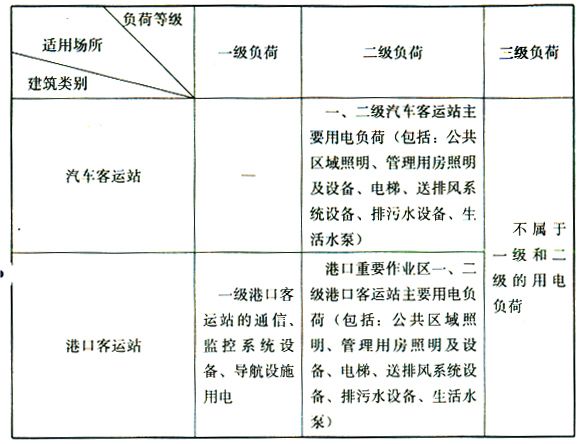 负荷等级
适用场所
建筑类别
一级负荷
二级负荷
三级负荷
汽车客运站
—
一、二级汽车客运站主
要用电负荷（包括：公共
区域照明、管理用房照明
及设备、电梯、送排风系
统设备、排污水设备、生
活水泵）
港口客运站
一级港口客
运站的通信、
监控系统设
备、导航设施
用电
港口重要作业区一、二
级港口客运站主要用电负
荷（包括：公共区域照
明、管理用房照明及设
备、电梯、送排风系统设
备、排污水设备、生活水
泵）
不属于
一级和二
级的用电
负荷